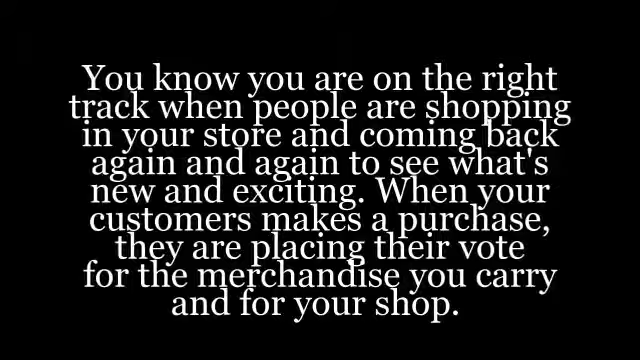 You know you are on the right
track when people are shopping
in your store and coming back
again and again to see what's
new and exciting. When your
customers makes a purchase,
they are placing their vote
for the merchandise you carry
and for your shop.